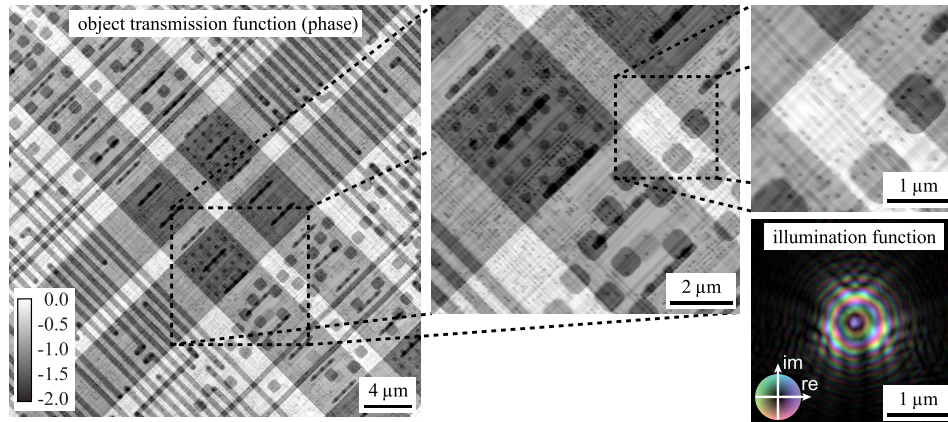 object transmission function (phase)
0.0
-0.5
-1.0
-1.5
-2.0
4 µm
2 µm
1 µm
illumination function
im
re
1 µm